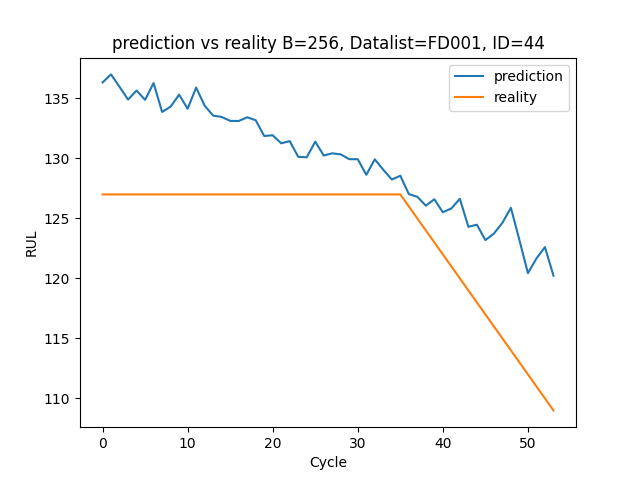 prediction vs reality B=256, Datalist=FD001, ID=44
prediction
reality
135
130
125
120
115
110
RUL
0 10 20 30 40 50
Cycle